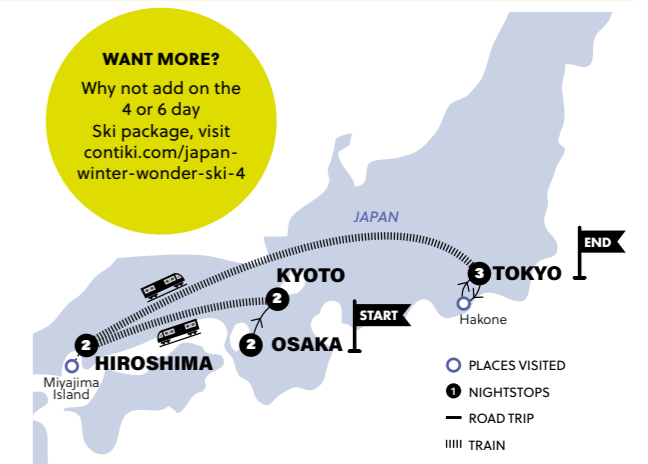 WANT MORE?
Why not add on the
4 or 6 day
Ski package, visit
contiki.com/japan-
winter-wonder-ski-4
JAPAN
END
3 TOKYO
KYOTO
2
START
Hakone
2 OSAKA
2 HIROSHIMA
Miyajima
Island
PLACES VISITED
1 NIGHTSTOPS
ROAD TRIP
TRAIN